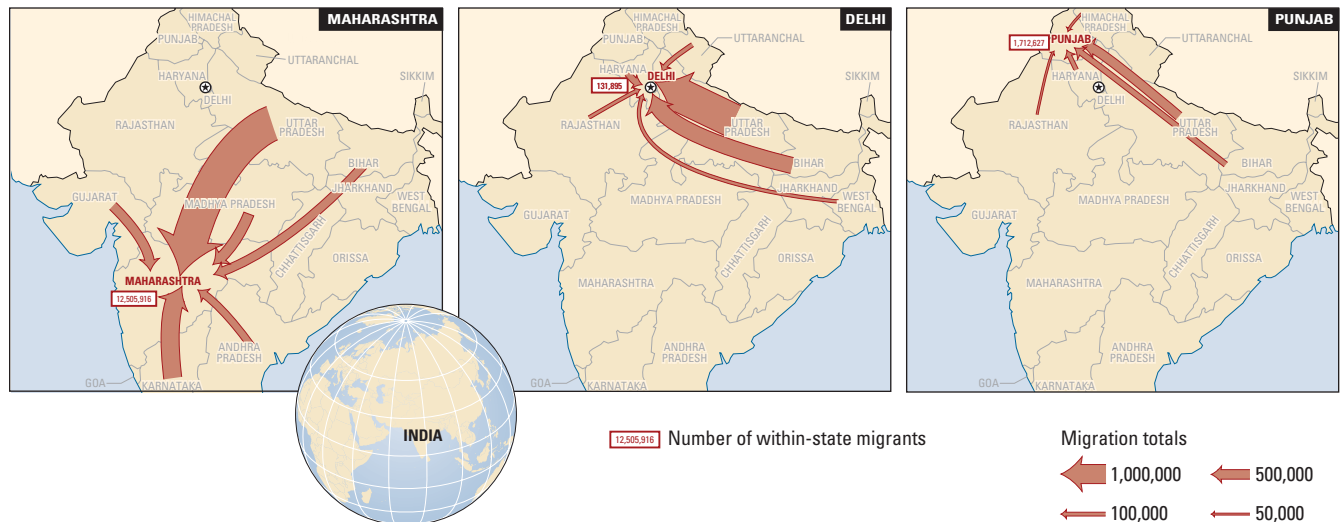 MAHARASHTRA
HIMACHAL
PRADESH
PUNJAB
UTTARANCHAL
HARYANA
DELHI
SIKKIM
RAJASTHAN
UTTAR
PRADESH
BIHAR
JHARKHAND
WEST
BENGAL
GUJARAT
MADHYA PRADESH
CHHATTISGARH
ORISSA
MAHARASHTRA
12,505,916
ANDHRA
PRADESH
GOA
KARNATAKA
DELHI
HIMACHAL
PRADESH
PUNJAB
UTTARANCHAL
HARYANA
DELHI
131,895
SIKKIM
RAJASTHAN
UTTAR
PRADESH
BIHAR
JHARKHAND
WEST
BENGAL
GUJARAT
MADHYA PRADESH
CHHATTISGARH
ORISSA
MAHARASHTRA
ANDHRA
PRADESH
GOA
KARNATAKA
PUNJAB
HIMACHAL
PRADESH
PUNJAB
1,712,627
UTTARANCHAL
HARYANA
DELHI
SIKKIM
RAJASTHAN
UTTAR
PRADESH
BIHAR
JHARKHAND
WEST
BENGAL
GUJARAT
MADHYA PRADESH
CHHATTISGARH
ORISSA
MAHARASHTRA
ANDHRA
PRADESH
GOA
KARNATAKA
INDIA
12,505,916 Number of within-state migrants
Migration totals
1,000,000
500,000
100,000
50,000